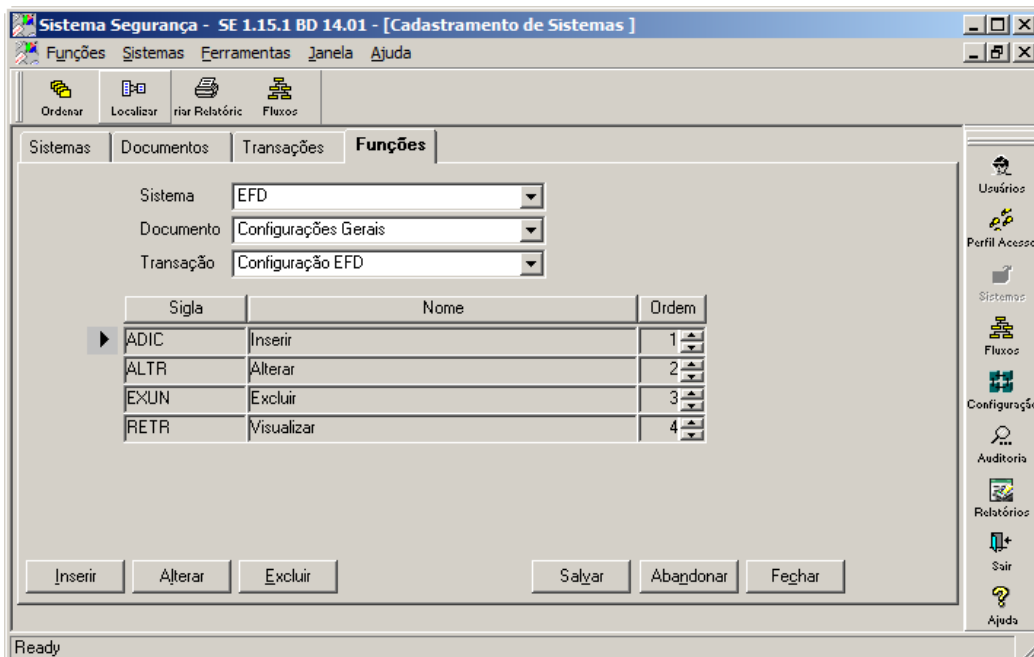 Sistema Segurança - SE 1.15.1 BD 14.01 - [Cadastramento de Sistemas ]
Funções Sistemas Ferramentas Janela Ajuda
Ordenar Localizar riar Relatóric Fluxos
Sistemas Documentos Transações Funções
Sistema EFD
Documento Configurações Gerais
Transação Configuração EFD
Sigla Nome Ordem
ADIC Inserir 1
ALTR Alterar 2
EXUN Excluir 3
RETR Visualizar 4
Inserir Alterar Excluir Salvar Abandonar Fechar
Usuários
Perfil Acesso
Sistemas
Fluxos
Configuração
Auditoria
Relatórios
Sair
Ajuda
Ready